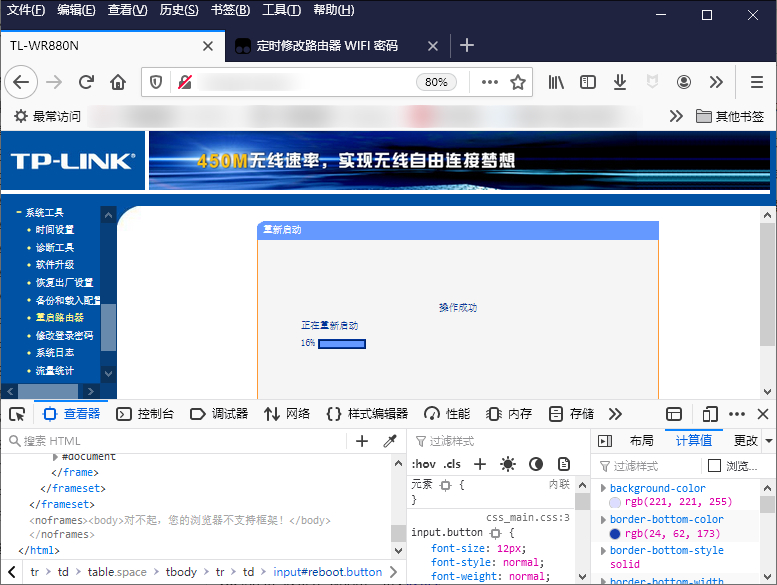 文件(F) 编辑(E) 查看(V) 历史(S) 书签(B) 工具(T) 帮助(H)
TL-WR880N
定时修改路由器 WIFI 密码
80%
最常访问
其他书签
TP-LINK®
450M无线速率，实现无线自由连接梦想
系统工具
时间设置
诊断工具
软件升级
恢复出厂设置
备份和载入配置
重启路由器
修改登录密码
系统日志
流量统计
重新启动
操作成功
正在重新启动
16%
查看器 控制台 调试器 网络 样式编辑器 性能 内存 存储
搜索 HTML
#document
</frame>
</frameset>
</frameset>
<noframes><body>对不起，您的浏览器不支持框架！</body>
</noframes>
</html>
tr table.space tbody tr td input#reboot.button
过滤样式
:hov .cls
元素 { 内联
}
css_main.css:3
input.button {
font-size: 12px;
font-style: normal;
font-weight: normal;
布局 计算值 更改
过滤样式 浏览…
background-color
rgb(221, 221, 255)
border-bottom-color
rgb(24, 62, 173)
border-bottom-style
solid
border-bottom-width